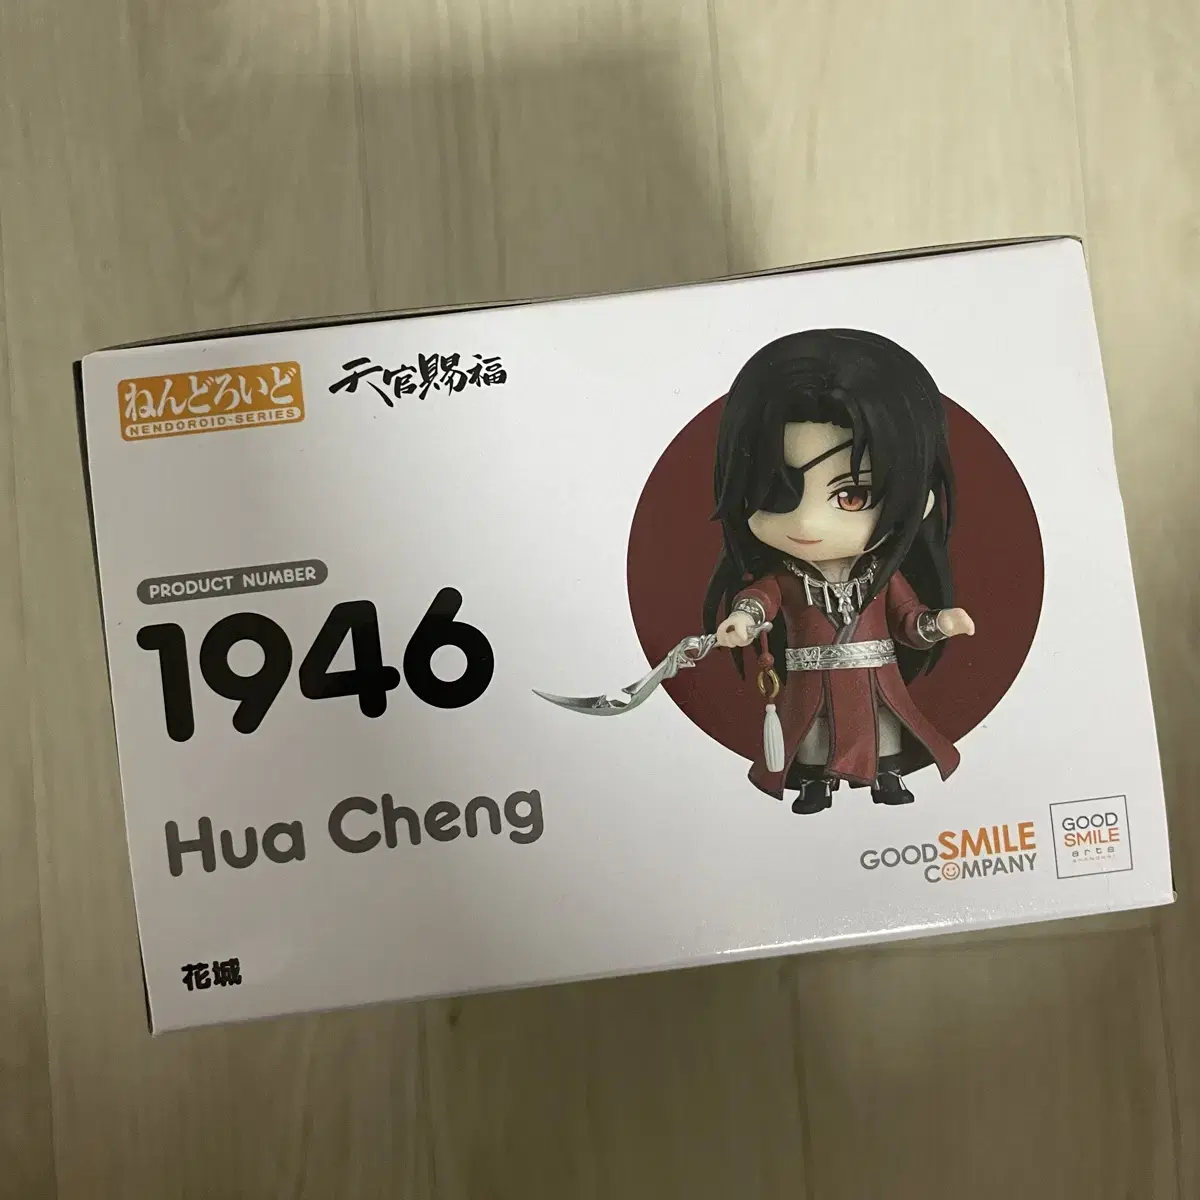 ねんどろいど
NENDOROID-SERIES
天官賜福
PRODUCT NUMBER
1946
Hua Cheng
花城
GOOD SMILE
COMPANY
GOOD
SMILE
arts
SHANGHAI